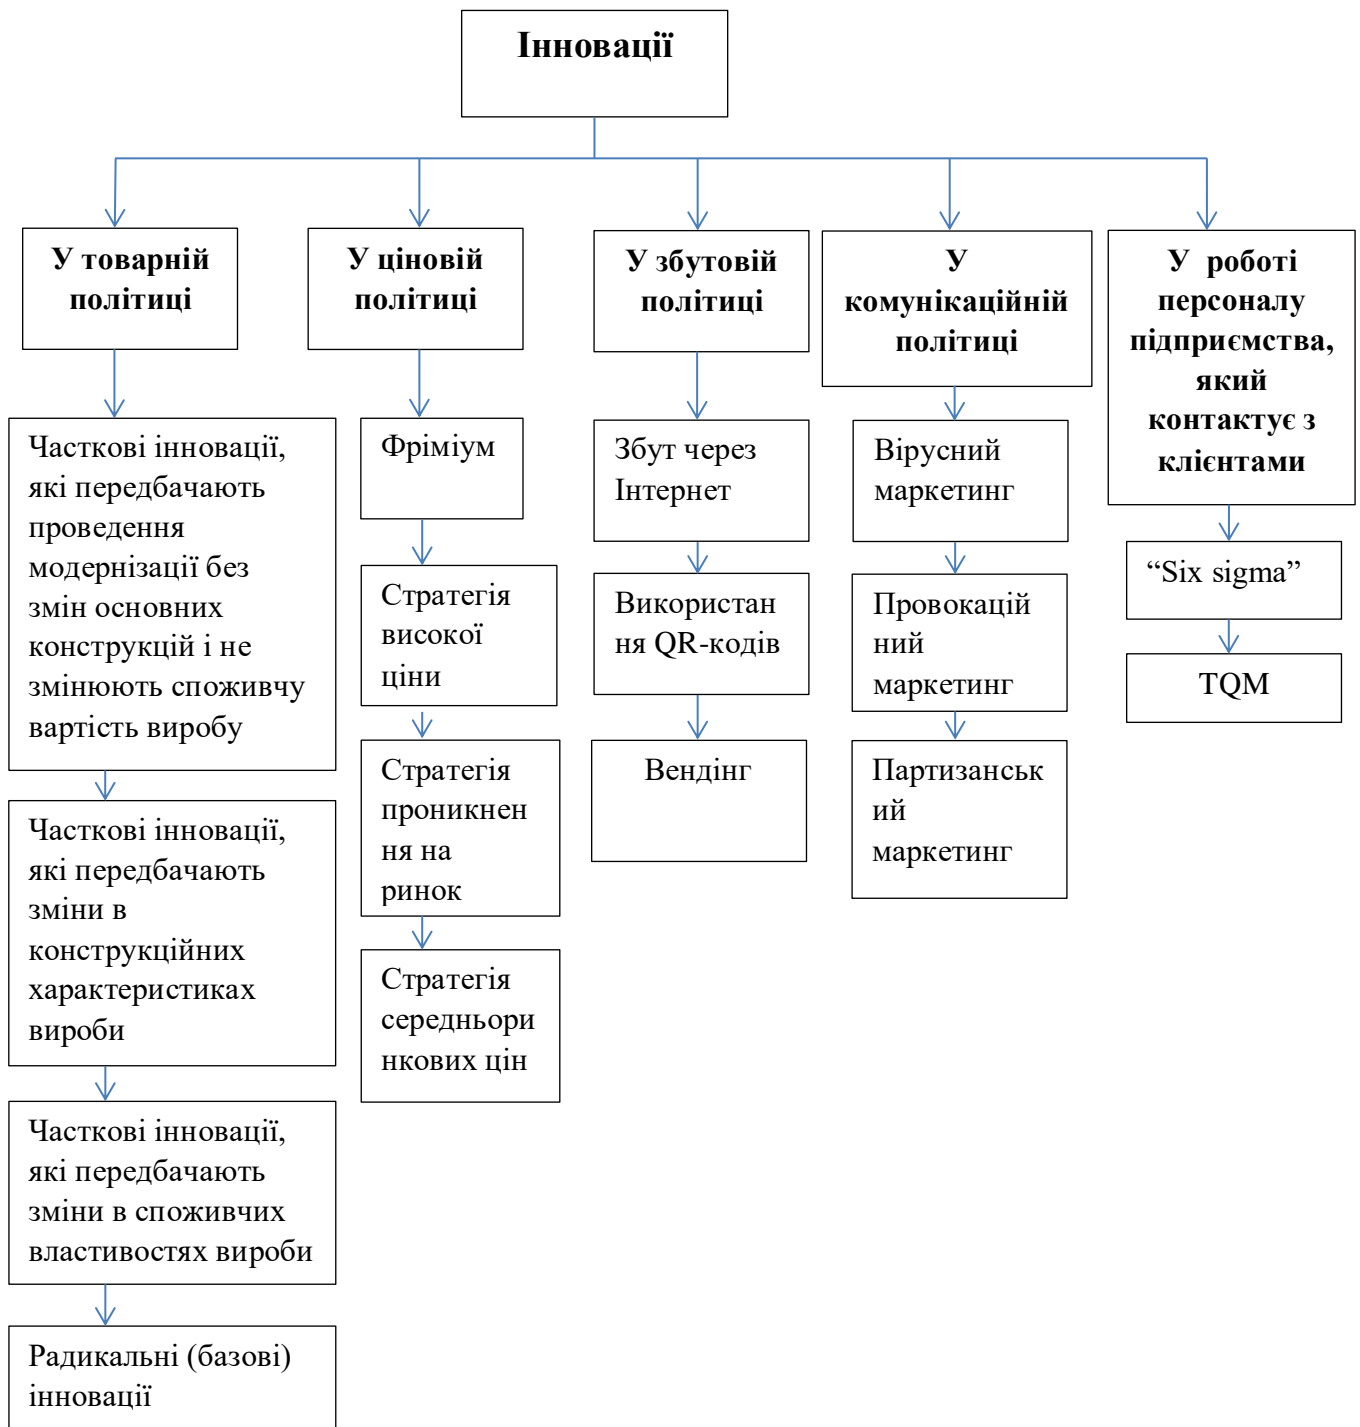 Інновації
У товарній
політиці
Часткові інновації,
які передбачають
проведення
модернізації без
змін основних
конструкцій і не
змінюють споживчу
вартість виробу
Часткові інновації,
які передбачають
зміни в
конструкційних
характеристиках
вироби
Часткові інновації,
які передбачають
зміни в споживчих
властивостях вироби
Радикальні (базові)
інновації
У ціновій
політиці
Фріміум
Стратегія
високої
ціни
Стратегія
проникнен
ня на
ринок
Стратегія
середньори
нкових цін
У збутовій
політиці
Збут через
Інтернет
Використан
ня QR-кодів
Вендінг
У
комунікаційній
політиці
Вірусний
маркетинг
Провокацій
ний
маркетинг
Партизанськ
ий
маркетинг
У роботі
персоналу
підприємства,
який
контактує з
клієнтами
“Six sigma”
TQM